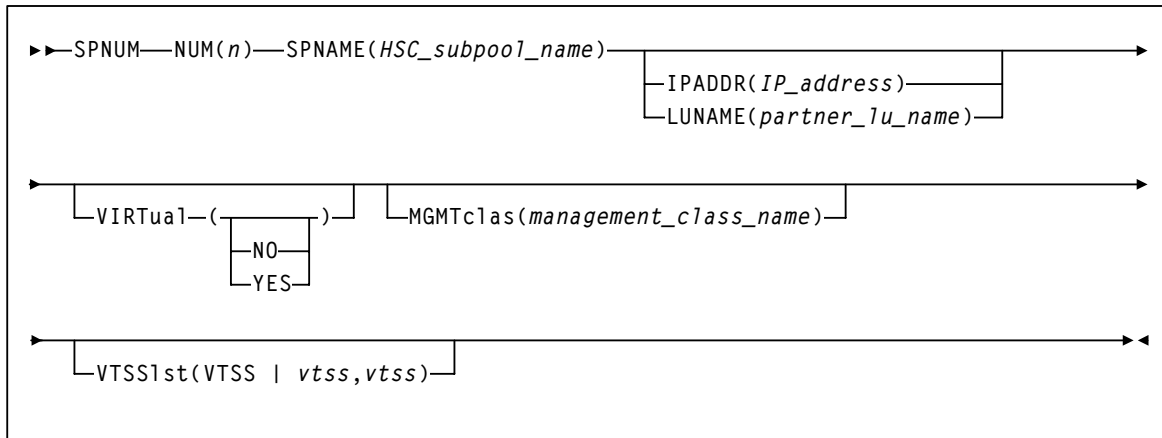 SPNUM NUM(n) SPNAME(HSC_subpool_name)
IPADDR(IP_address)
LUNAME(partner_lu_name)
VIRTual ( ) MGMTclas(management_class_name)
NO
YES
VTSSlst(VTSS | vtss,vtss)